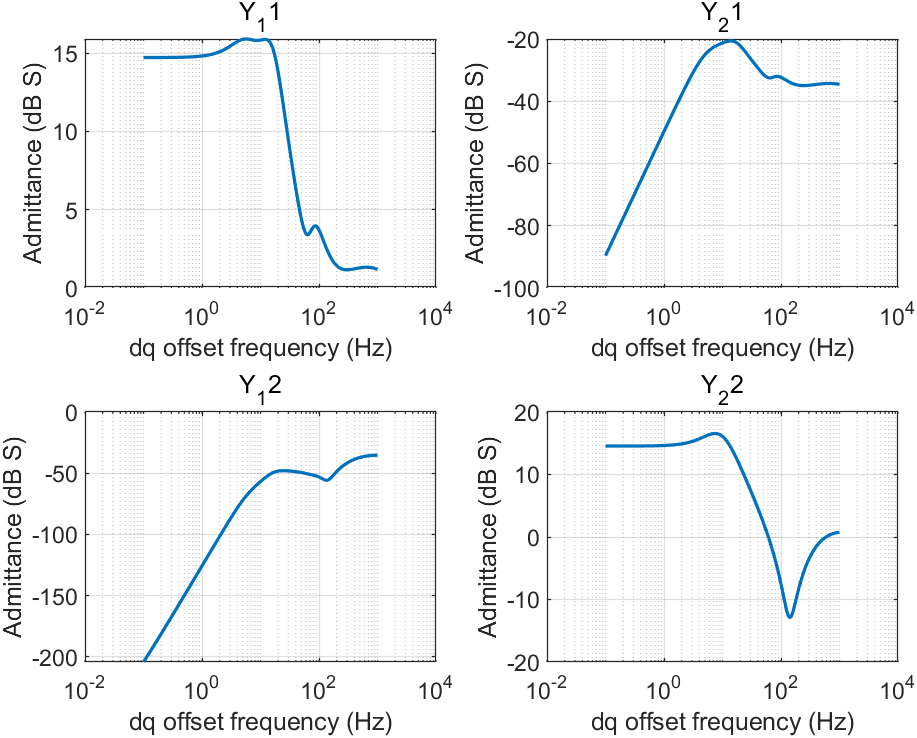 Y₁1
Admittance (dB S)
15
10
5
0
10⁻² 10⁰ 10² 10⁴
dq offset frequency (Hz)
Y₂1
Admittance (dB S)
-20
-40
-60
-80
-100
10⁻² 10⁰ 10² 10⁴
dq offset frequency (Hz)
Y₁2
Admittance (dB S)
0
-50
-100
-150
-200
10⁻² 10⁰ 10² 10⁴
dq offset frequency (Hz)
Y₂2
Admittance (dB S)
20
10
0
-10
-20
10⁻² 10⁰ 10² 10⁴
dq offset frequency (Hz)